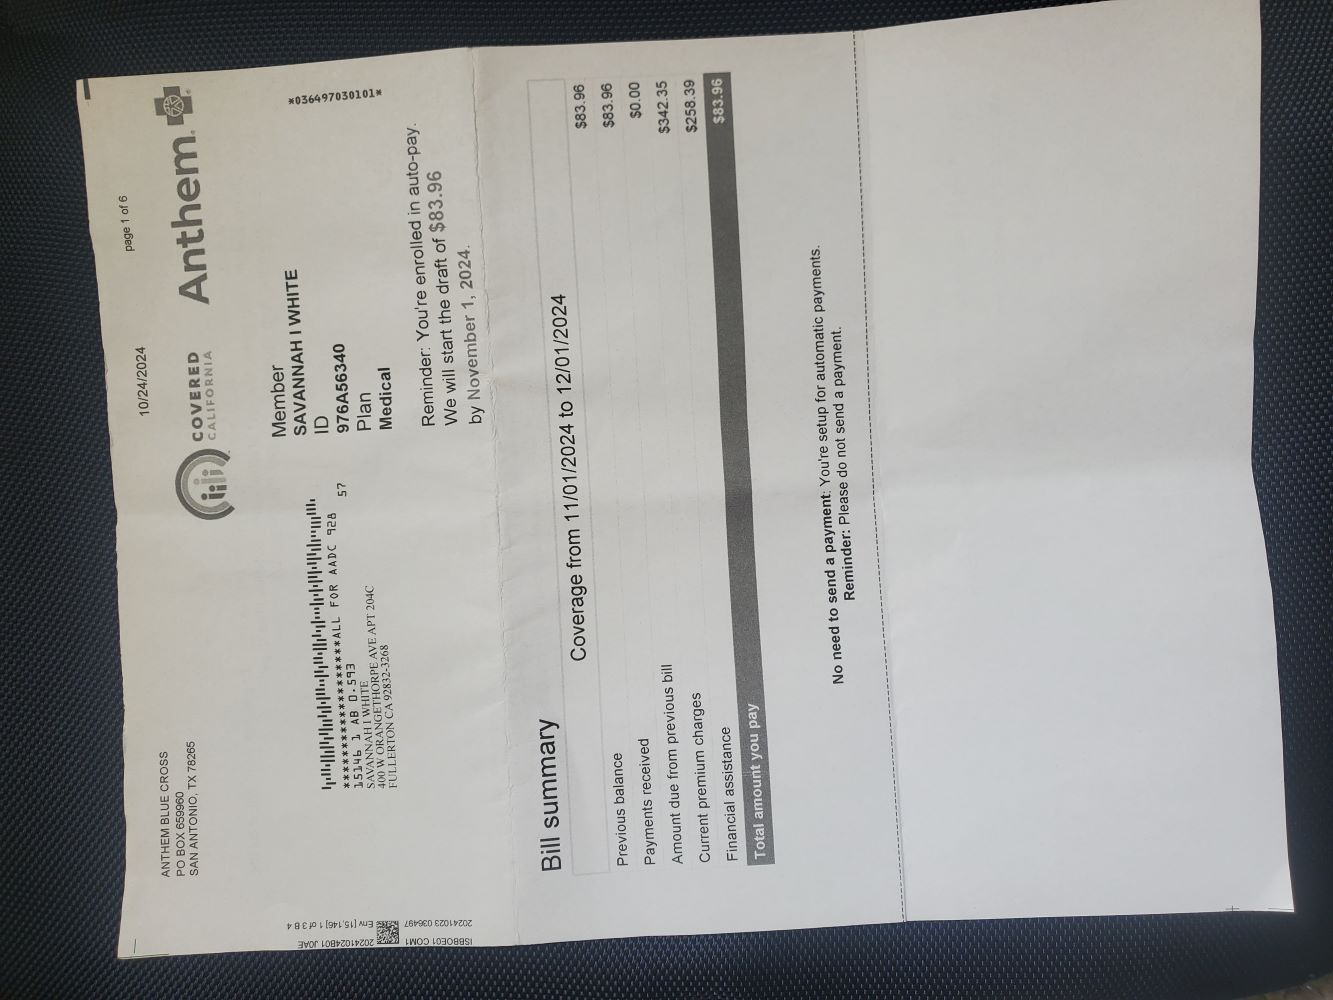 10/24/2024
page 1 of 6
ANTHEM BLUE CROSS
PO BOX 659960
SAN ANTONIO, TX 78265
COVERED
CALIFORNIA
Anthem
Member
SAVANNAH I WHITE
ID
976A56340
Plan
Medical
Reminder: You're enrolled in auto-pay.
We will start the draft of $83.96
by November 1, 2024.
*******************ALL FOR AADC 928
15146 1 AB 0.593
57
SAVANNAH I WHITE
400 W ORANGETHORPE AVE APT 204C
FULLERTON CA 92832-3268
ISBBOE01 COM1 20241024B01 JOAE
20241023 036497 Env [15,146] 1 of 3 B 4
*036497030101*
Bill summary
Coverage from 11/01/2024 to 12/01/2024
Previous balance $83.96
Payments received $83.96
Amount due from previous bill $0.00
Current premium charges $342.35
Financial assistance $258.39
Total amount you pay $83.96
No need to send a payment: You're setup for automatic payments.
Reminder: Please do not send a payment.